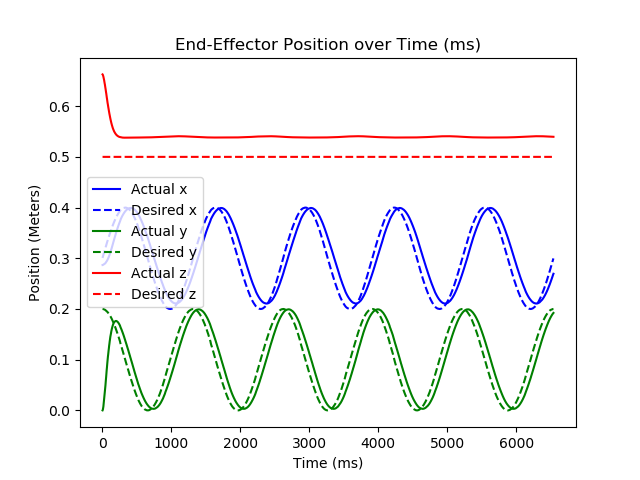 End-Effector Position over Time (ms)
Position (Meters)
0.6
0.5
0.4
0.3
0.2
0.1
0.0
Actual x
Desired x
Actual y
Desired y
Actual z
Desired z
0 1000 2000 3000 4000 5000 6000
Time (ms)